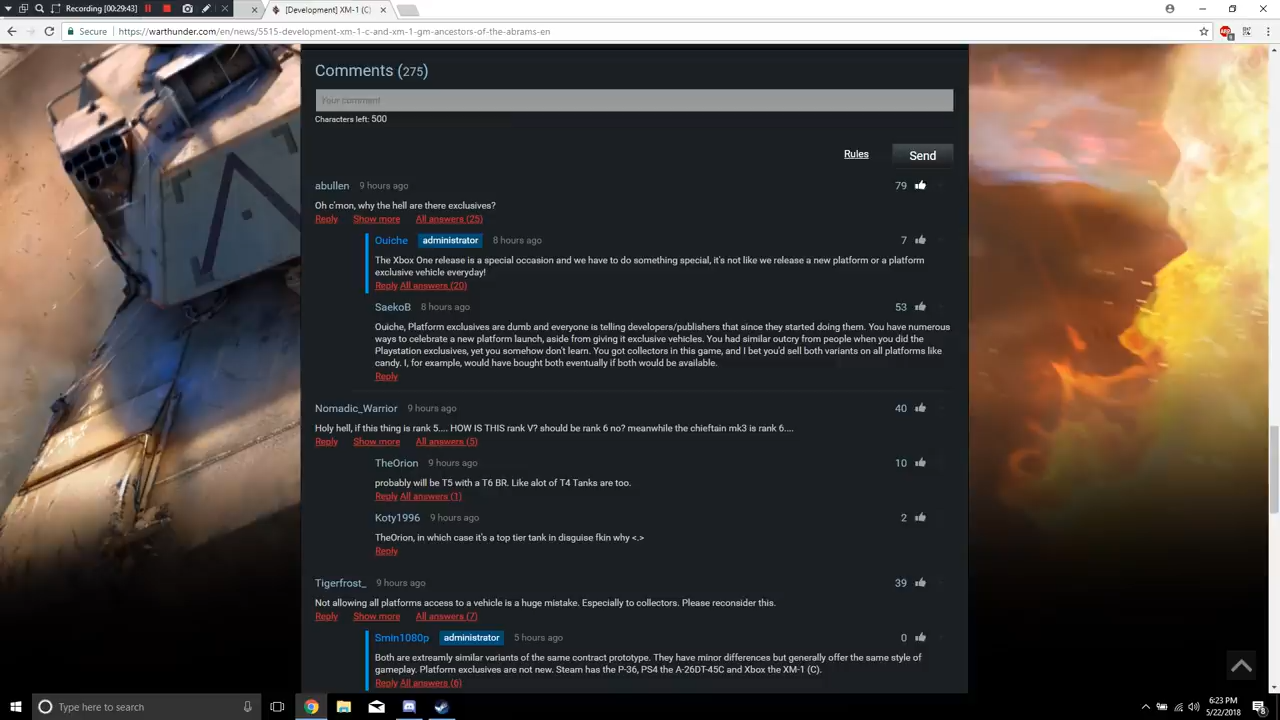 Recording [00:29:43]
[Development] XM-1 (C)
Secure
https://warthunder.com/en/news/5515-development-xm-1-c-and-xm-1-gm-ancestors-of-the-abrams-en
Comments (275)
Your comment
Characters left: 500
Rules
Send
abullen 9 hours ago 79
Oh c'mon, why the hell are there exclusives?
Reply Show more All answers (25)
Ouiche administrator 8 hours ago 7
The Xbox One release is a special occasion and we have to do something special, it's not like we release a new platform or a platform
exclusive vehicle everyday!
Reply All answers (20)
SaekoB 8 hours ago 53
Ouiche, Platform exclusives are dumb and everyone is telling developers/publishers that since they started doing them. You have numerous
ways to celebrate a new platform launch, aside from giving it exclusive vehicles. You had similar outcry from people when you did the
Playstation exclusives, yet you somehow don't learn. You got collectors in this game, and I bet you'd sell both variants on all platforms like
candy. I, for example, would have bought both eventually if both would be available.
Reply
Nomadic_Warrior 9 hours ago 40
Holy hell, if this thing is rank 5.... HOW IS THIS rank V? should be rank 6 no? meanwhile the chieftain mk3 is rank 6....
Reply Show more All answers (5)
TheOrion 9 hours ago 10
probably will be T5 with a T6 BR. Like alot of T4 Tanks are too.
Reply All answers (1)
Koty1996 9 hours ago 2
TheOrion, in which case it's a top tier tank in disguise fkin why <.>
Reply
Tigerfrost_ 9 hours ago 39
Not allowing all platforms access to a vehicle is a huge mistake. Especially to collectors. Please reconsider this.
Reply Show more All answers (7)
Smin1080p administrator 5 hours ago 0
Both are extreamly similar variants of the same contract prototype. They have minor differences but generally offer the same style of
gameplay. Platform exclusives are not new. Steam has the P-36, PS4 the A-26DT-45C and Xbox the XM-1 (C).
Reply All answers (6)
Type here to search
6:23 PM
5/22/2018